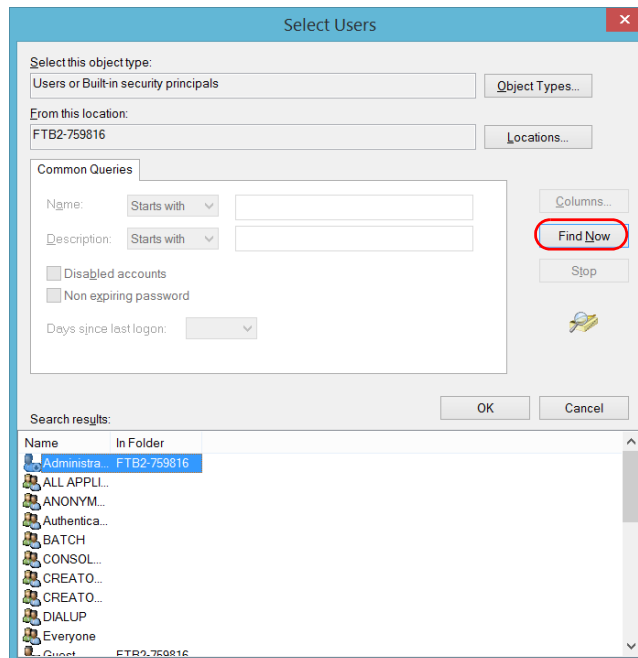 Select Users
Select this object type:
Users or Built-in security principals
Object Types...
From this location:
FTB2-759816
Locations...
Common Queries
Name: Starts with
Columns...
Description: Starts with
Find Now
Disabled accounts
Stop
Non expiring password
Days since last logon:
OK Cancel
Search results:
Name In Folder
Administra... FTB2-759816
ALL APPLI...
ANONYM...
Authentica...
BATCH
CONSOL...
CREATO...
CREATO...
DIALUP
Everyone
Guest FTB2-759816